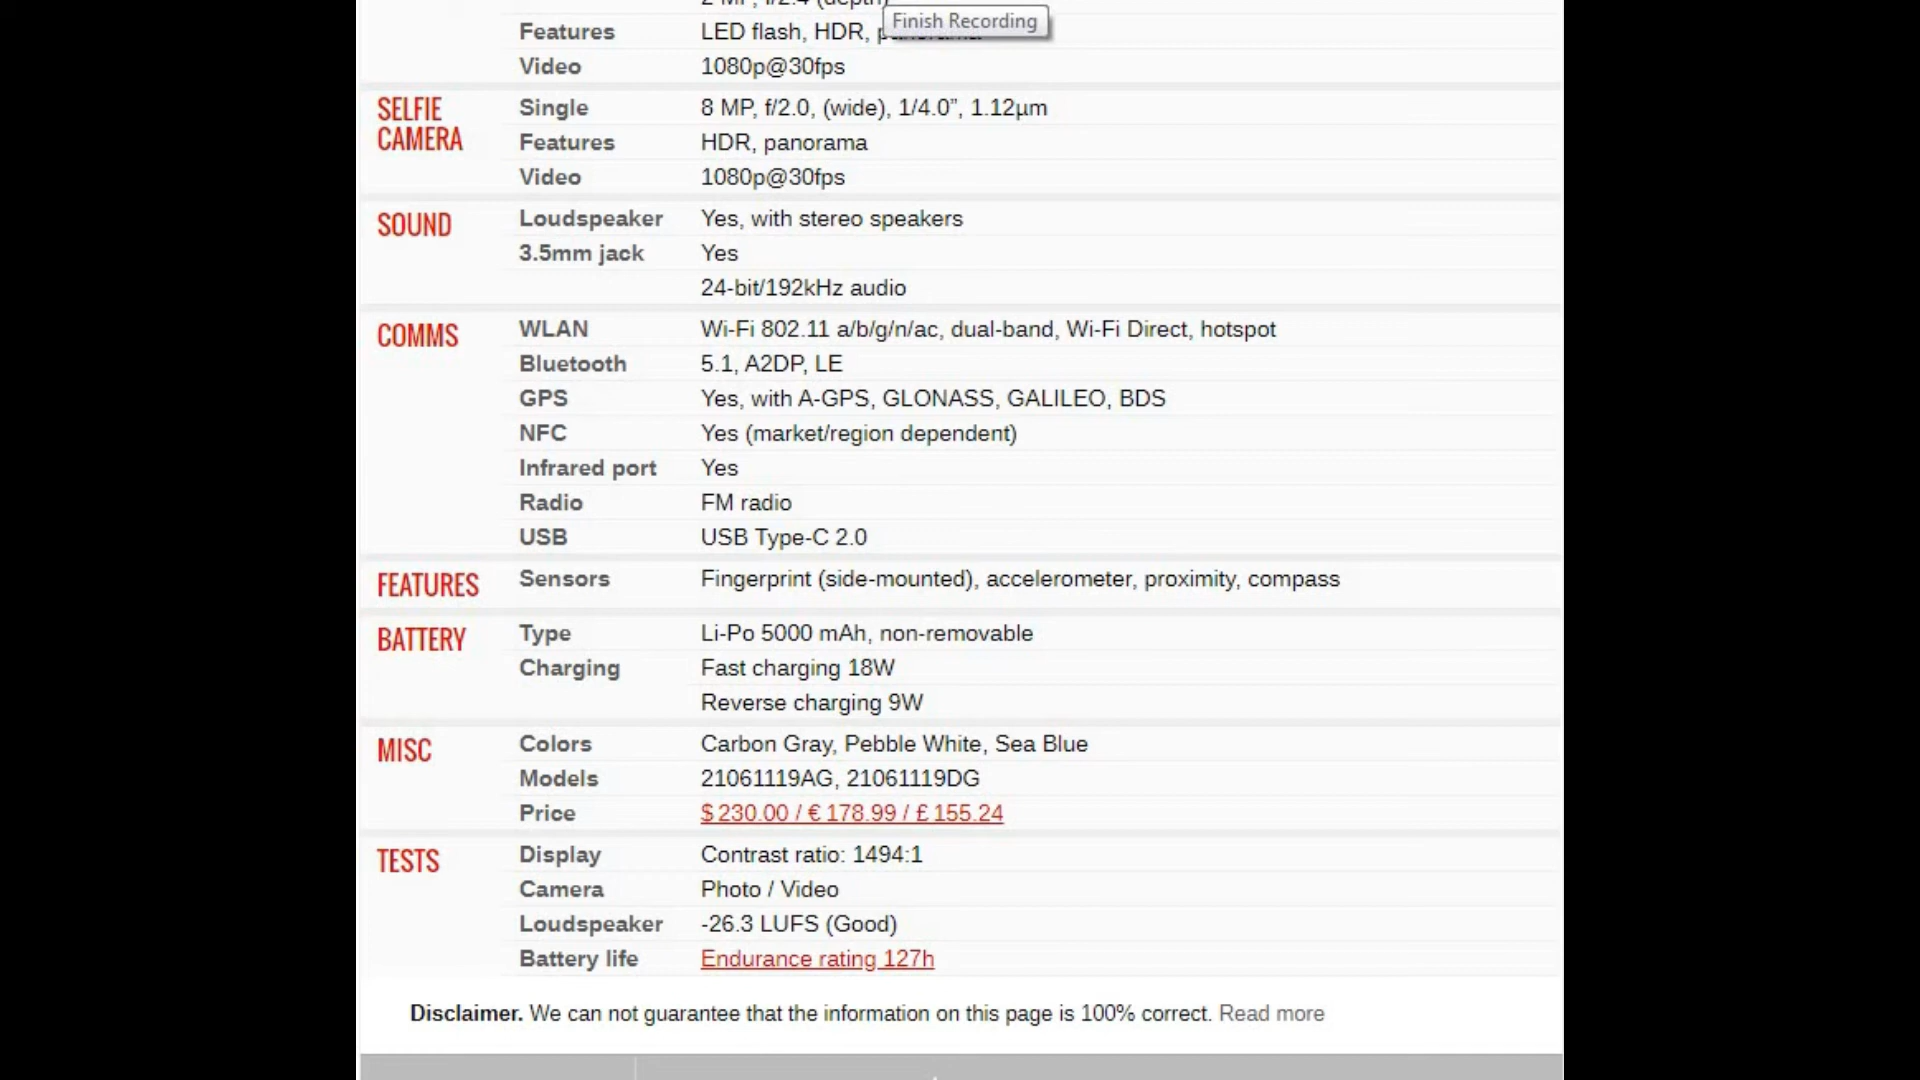 Finish Recording
Features LED flash, HDR,
Video 1080p@30fps
SELFIE CAMERA Single 8 MP, f/2.0, (wide), 1/4.0”, 1.12µm
Features HDR, panorama
Video 1080p@30fps
SOUND Loudspeaker Yes, with stereo speakers
3.5mm jack Yes
24-bit/192kHz audio
COMMS WLAN Wi-Fi 802.11 a/b/g/n/ac, dual-band, Wi-Fi Direct, hotspot
Bluetooth 5.1, A2DP, LE
GPS Yes, with A-GPS, GLONASS, GALILEO, BDS
NFC Yes (market/region dependent)
Infrared port Yes
Radio FM radio
USB USB Type-C 2.0
FEATURES Sensors Fingerprint (side-mounted), accelerometer, proximity, compass
BATTERY Type Li-Po 5000 mAh, non-removable
Charging Fast charging 18W
Reverse charging 9W
MISC Colors Carbon Gray, Pebble White, Sea Blue
Models 21061119AG, 21061119DG
Price $ 230.00 / € 178.99 / £ 155.24
TESTS Display Contrast ratio: 1494:1
Camera Photo / Video
Loudspeaker -26.3 LUFS (Good)
Battery life Endurance rating 127h
Disclaimer. We can not guarantee that the information on this page is 100% correct. Read more